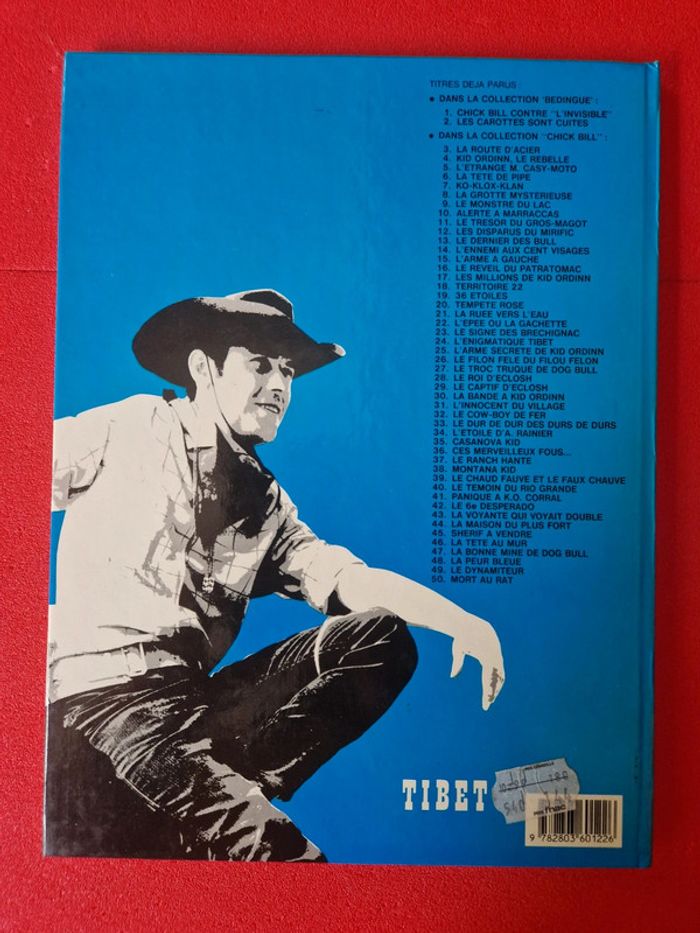 TITRES DEJA PARUS :
• DANS LA COLLECTION "BEDINGUE" :
1. CHICK BILL CONTRE "L'INVISIBLE"
2. LES CAROTTES SONT CUITES
• DANS LA COLLECTION "CHICK BILL" :
3. LA ROUTE D'ACIER
4. KID ORDINN, LE REBELLE
5. L'ETRANGE M. CASY-MOTO
6. LA TETE DE PIPE
7. KO-KLOX-KLAN
8. LA GROTTE MYSTERIEUSE
9. LE MONSTRE DU LAC
10. ALERTE A MARRACCAS
11. LE TRESOR DU GROS-MAGOT
12. LES DISPARUS DU MIRIFIC
13. LE DERNIER DES BULL
14. L'ENNEMI AUX CENT VISAGES
15. L'ARME A GAUCHE
16. LE REVEIL DU PATRATOMAC
17. LES MILLIONS DE KID ORDINN
18. TERRITOIRE 22
19. 36 ETOILES
20. TEMPETE ROSE
21. LA RUEE VERS L'EAU
22. L'EPEE OU LA GACHETTE
23. LE SIGNE DES BRECHIGNAC
24. L'ENIGMATIQUE TIBET
25. L'ARME SECRETE DE KID ORDINN
26. LE FILON FELE DU FILOU FELON
27. LE TROC TRUQUE DE DOG BULL
28. LE ROI D'ECLOSH
29. LE CAPTIF D'ECLOSH
30. LA BANDE A KID ORDINN
31. L'INNOCENT DU VILLAGE
32. LE COW-BOY DE FER
33. LE DUR DE DUR DES DURS DE DURS
34. L'ETOILE D'A. RAINIER
35. CASANOVA KID
36. CES MERVEILLEUX FOUS...
37. LE RANCH HANTE
38. MONTANA KID
39. LE CHAUD FAUVE ET LE FAUX CHAUVE
40. LE TEMOIN DU RIO GRANDE
41. PANIQUE A K.O. CORRAL
42. LE 6e DESPERADO
43. LA VOYANTE QUI VOYAIT DOUBLE
44. LA MAISON DU PLUS FORT
45. SHERIF A VENDRE
46. LA TETE AU MUR
47. LA BONNE MINE DE DOG BULL
48. LA PEUR BLEUE
49. LE DYNAMITEUR
50. MORT AU RAT
TIBET
fnac
9 782803 601226